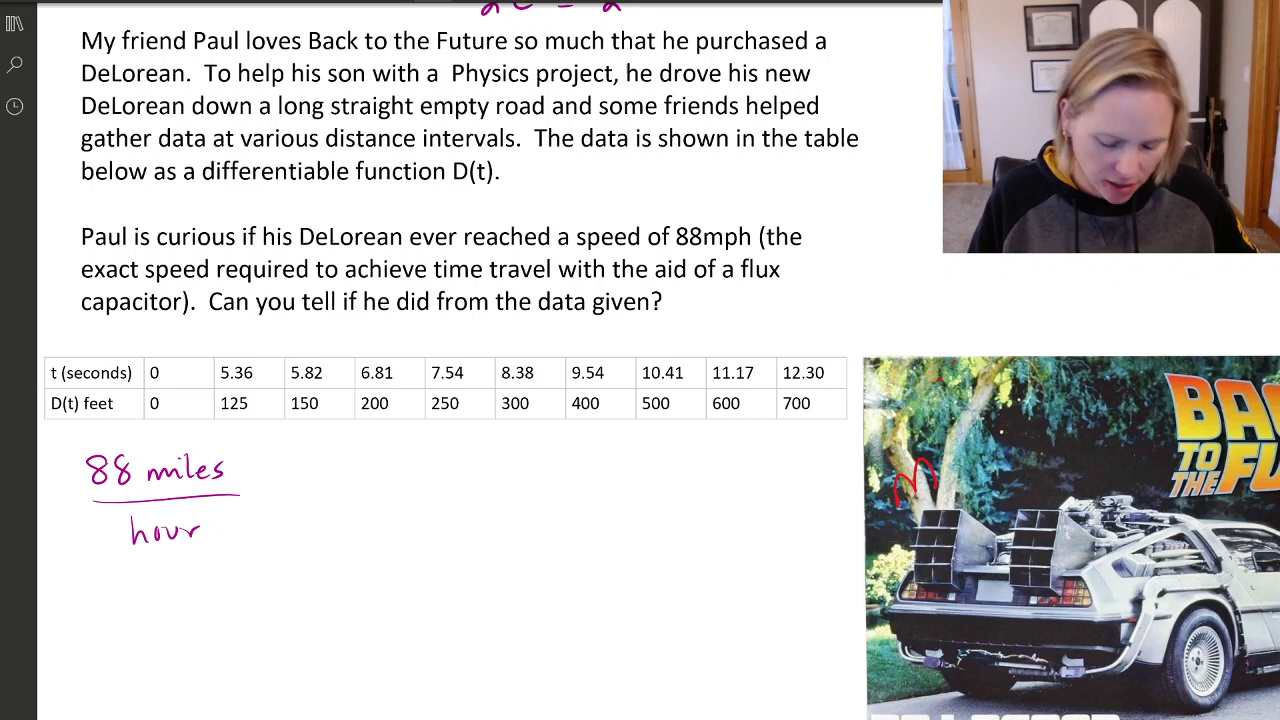 My friend Paul loves Back to the Future so much that he purchased a
DeLorean. To help his son with a Physics project, he drove his new
DeLorean down a long straight empty road and some friends helped
gather data at various distance intervals. The data is shown in the table
below as a differentiable function D(t).
Paul is curious if his DeLorean ever reached a speed of 88mph (the
exact speed required to achieve time travel with the aid of a flux
capacitor). Can you tell if he did from the data given?
t (seconds) 0 5.36 5.82 6.81 7.54 8.38 9.54 10.41 11.17 12.30
D(t) feet 0 125 150 200 250 300 400 500 600 700
88 miles
hour
BAC
TO
THE FU